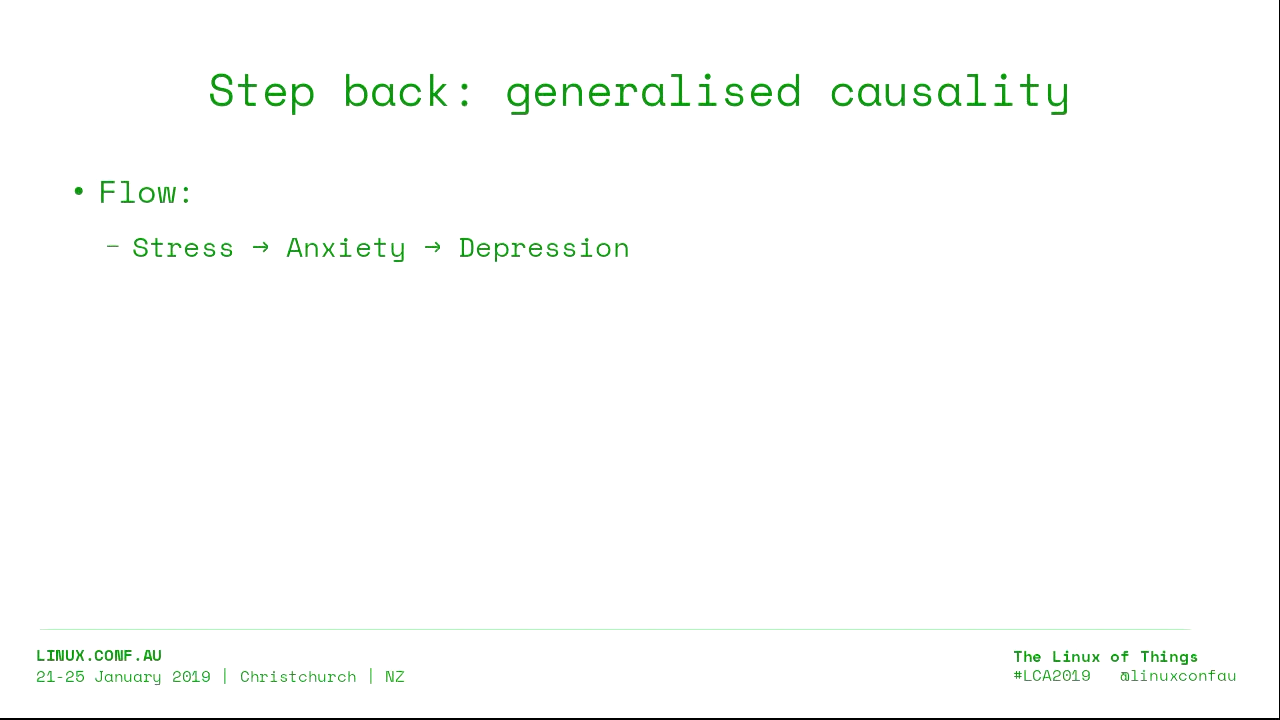 Step back: generalised causality
• Flow:
– Stress → Anxiety → Depression
LINUX.CONF.AU
21-25 January 2019 | Christchurch | NZ
The Linux of Things
#LCA2019 @linuxconfau